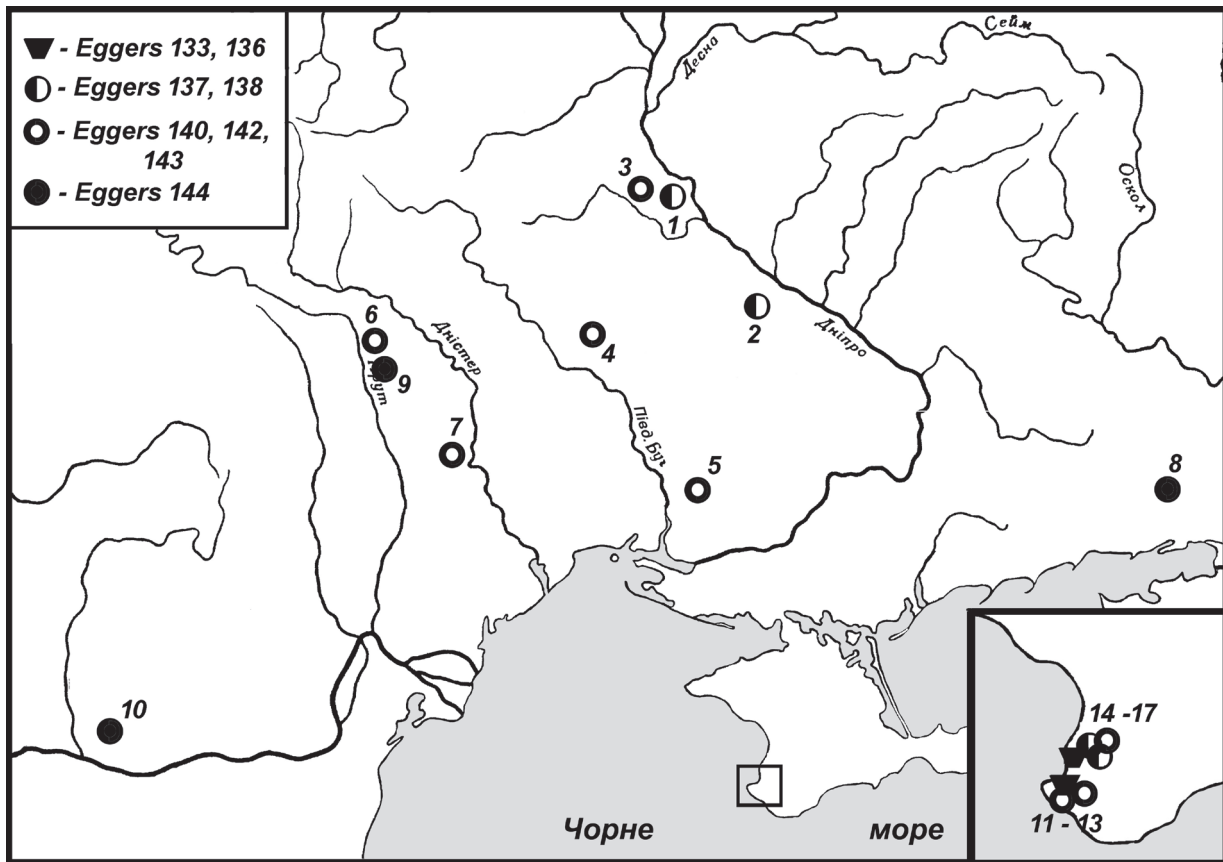 - Eggers 133, 136
- Eggers 137, 138
- Eggers 140, 142,
143
- Eggers 144
Сейм
Десна
Оскол
3
1
2
Дніпро
6
Дністер
4
9
Прут
7
Півд. Буг
5
8
10
14 -17
11 - 13
Чорне море